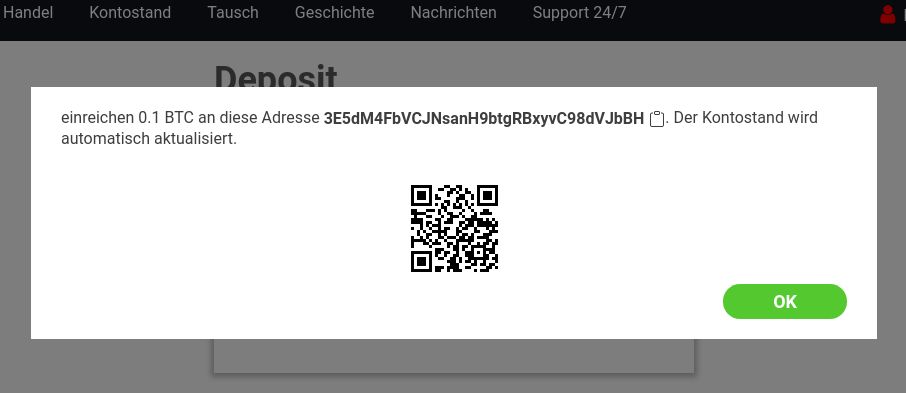 Handel Kontostand Tausch Geschichte Nachrichten Support 24/7
Deposit
einreichen 0.1 BTC an diese Adresse 3E5dM4FbVCJNsanH9btgRBxyvC98dVJbBH. Der Kontostand wird
automatisch aktualisiert.
OK